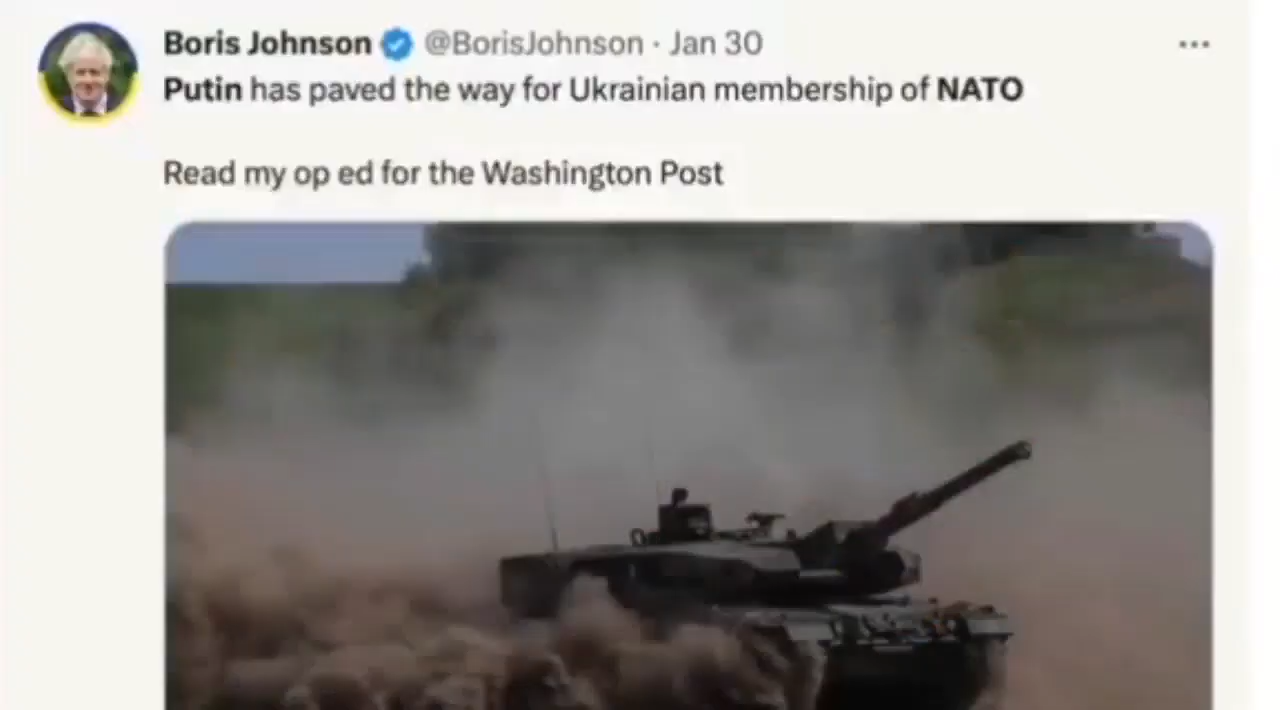 Boris Johnson @BorisJohnson · Jan 30
Putin has paved the way for Ukrainian membership of NATO
Read my op ed for the Washington Post